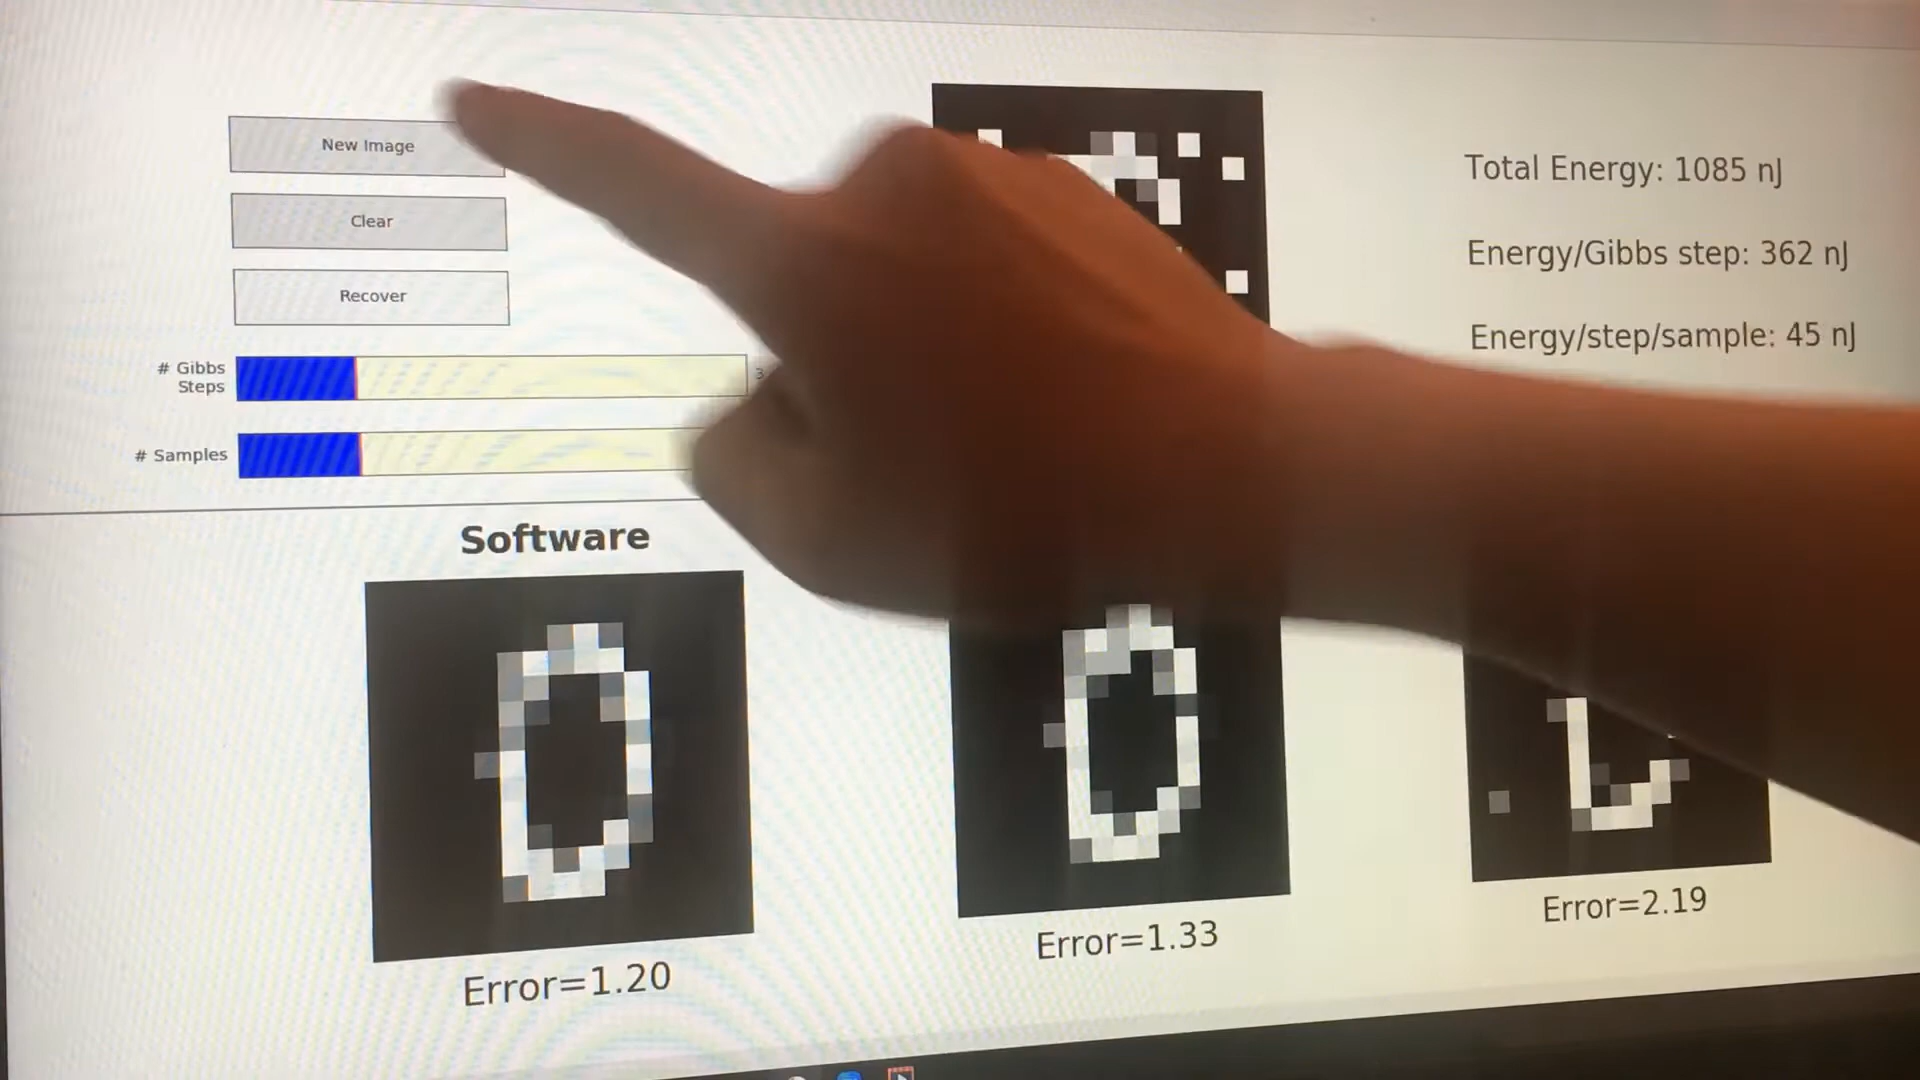 New Image
Clear
Recover
# Gibbs
Steps
3
# Samples
Total Energy: 1085 nJ
Energy/Gibbs step: 362 nJ
Energy/step/sample: 45 nJ
Software
Error=1.20
Error=1.33
Error=2.19